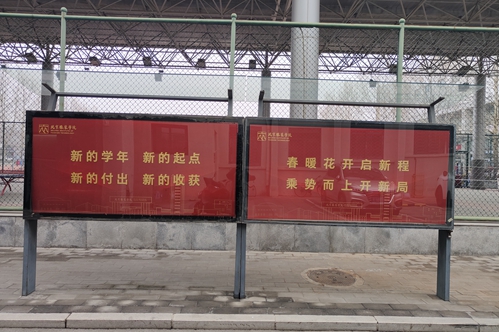 新的学年 新的起点
新的付出 新的收获
春暖花开启新程
乘势而上开新局